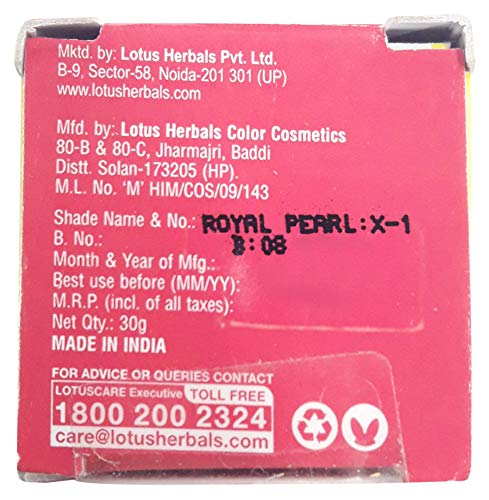 Mktd. by: Lotus Herbals Pvt. Ltd.
B-9, Sector-58, Noida-201 301 (UP)
www.lotusherbals.com
Mfd. by: Lotus Herbals Color Cosmetics
80-B & 80-C, Jharmajri, Baddi
Distt. Solan-173205 (HP).
M.L. No. 'M' HIM/COS/09/143
Shade Name & No.: ROYAL PEARL:X-1
B. No.: B:08
Month & Year of Mfg.:
Best use before (MM/YY):
M.R.P. (incl. of all taxes):
Net Qty.: 30g
MADE IN INDIA
FOR ADVICE OR QUERIES CONTACT
LOTUSCARE Executive TOLL FREE
1800 200 2324
care@lotusherbals.com